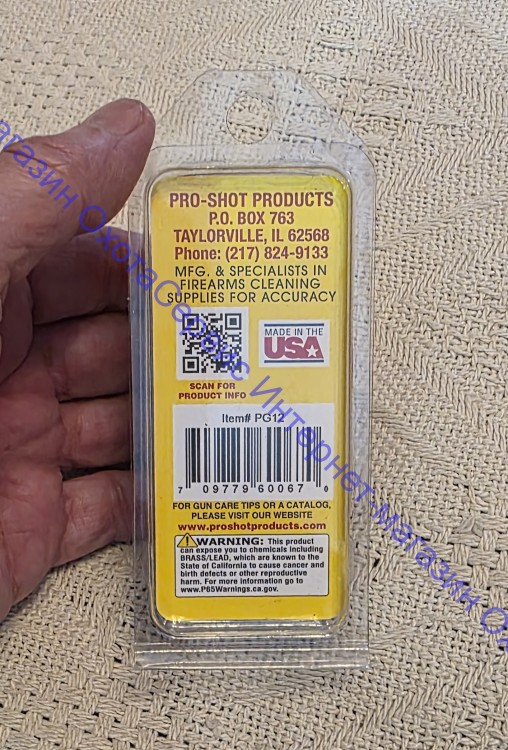 PRO-SHOT PRODUCTS
P.O. BOX 763
TAYLORVILLE, IL 62568
Phone: (217) 824-9133
MFG. & SPECIALISTS IN
FIREARMS CLEANING
SUPPLIES FOR ACCURACY
MADE IN THE
USA
SCAN FOR
PRODUCT INFO
Item# PG12
7 09779 60067 6
FOR GUN CARE TIPS OR A CATALOG,
PLEASE VISIT OUR WEBSITE
www.proshotproducts.com
WARNING: This product
can expose you to chemicals including
BRASS/LEAD, which are known to the
State of California to cause cancer and
birth defects or other reproductive
harm. For more information go to
www.P65Warnings.ca.gov.
магазин ОхотаСервис Интернет-магазин Ох